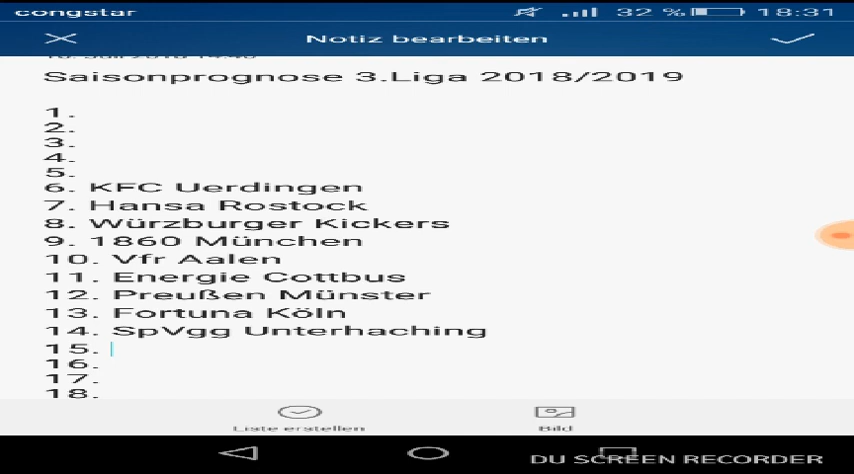 congstar 32 % 18:31
Notiz bearbeiten
Saisonprognose 3.Liga 2018/2019
1.
2.
3.
4.
5.
6. KFC Uerdingen
7. Hansa Rostock
8. Würzburger Kickers
9. 1860 München
10. Vfr Aalen
11. Energie Cottbus
12. Preußen Münster
13. Fortuna Köln
14. SpVgg Unterhaching
15.
16.
17.
18.
Liste erstellen Bild
DU SCREEN RECORDER